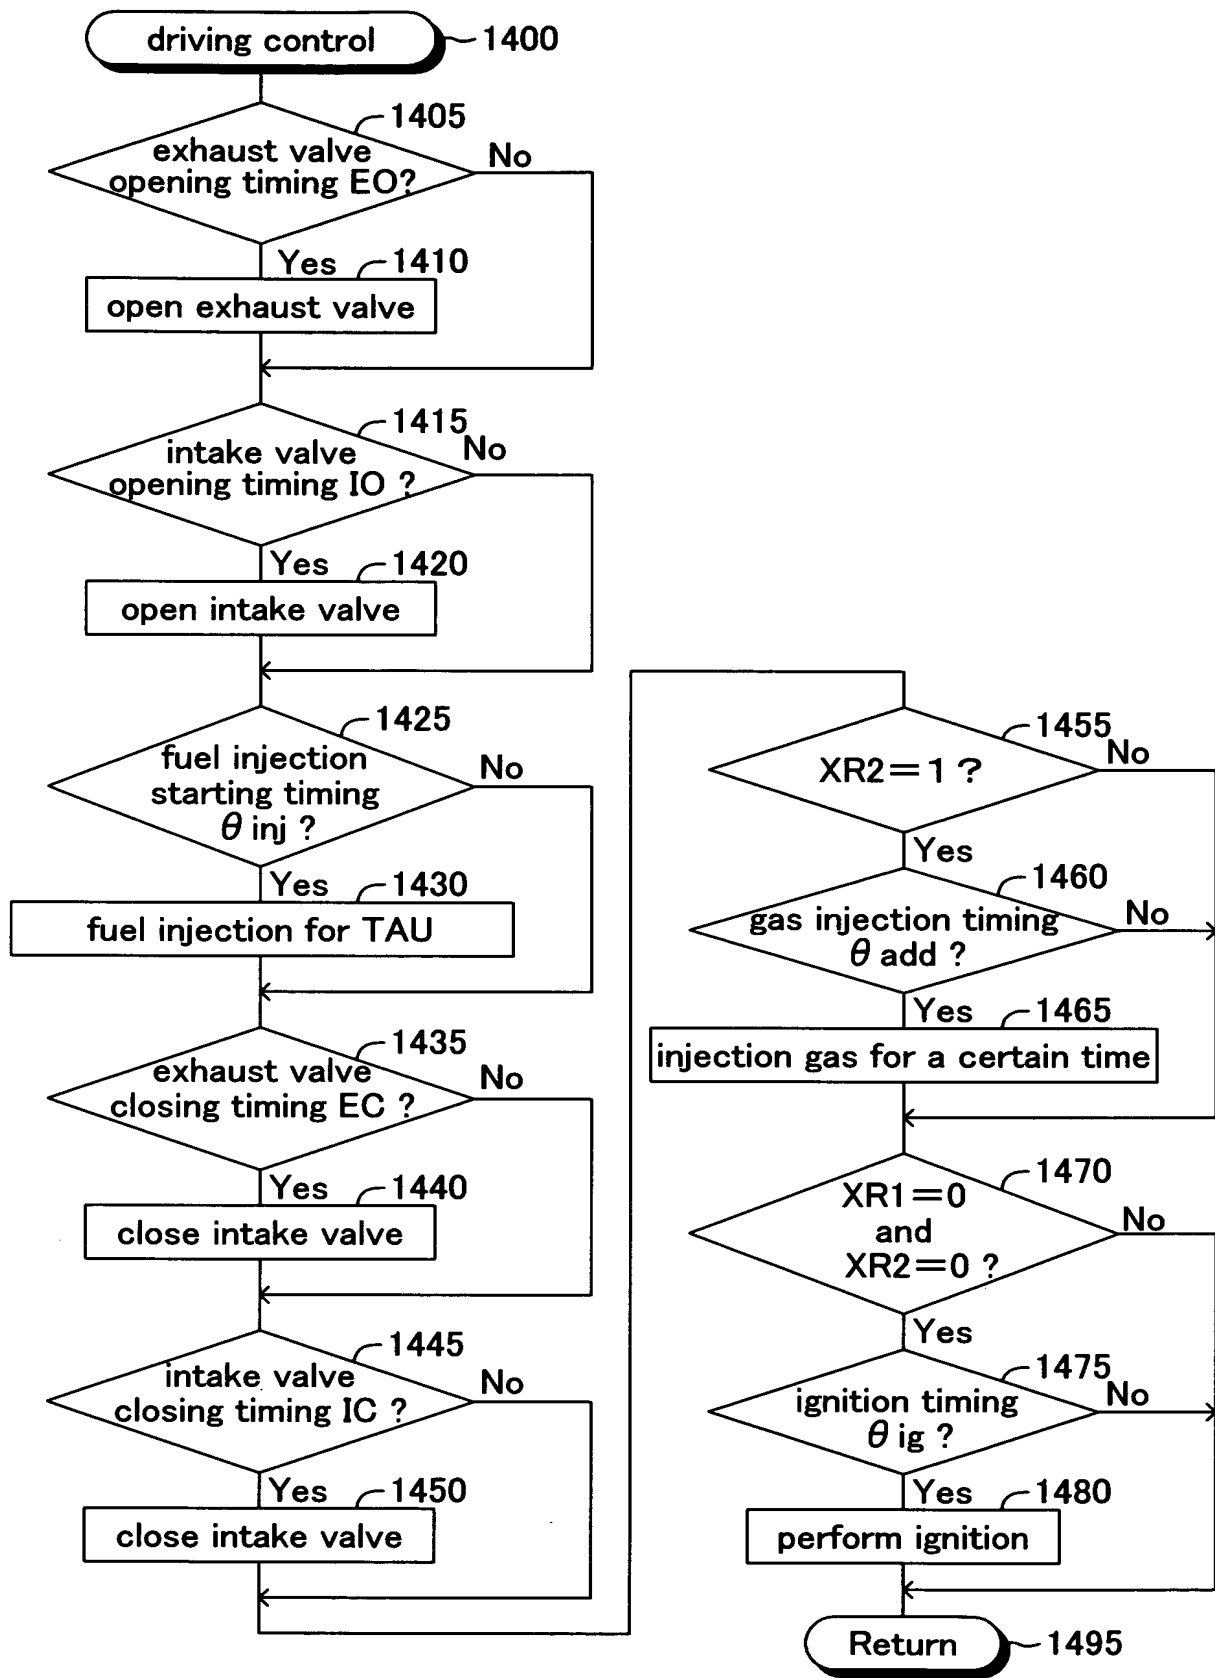 driving control
1400
1405
exhaust valve
opening timing EO?
No
Yes
1410
open exhaust valve
1415
intake valve
opening timing IO ?
No
Yes
1420
open intake valve
1425
fuel injection
starting timing
θ inj ?
No
Yes
1430
fuel injection for TAU
1435
exhaust valve
closing timing EC ?
No
Yes
1440
close intake valve
1445
intake valve
closing timing IC ?
No
Yes
1450
close intake valve
1455
XR2=1 ?
No
Yes
1460
gas injection timing
θ add ?
No
Yes
1465
injection gas for a certain time
1470
XR1=0
and
XR2=0 ?
No
Yes
1475
ignition timing
θ ig ?
No
Yes
1480
perform ignition
Return
1495